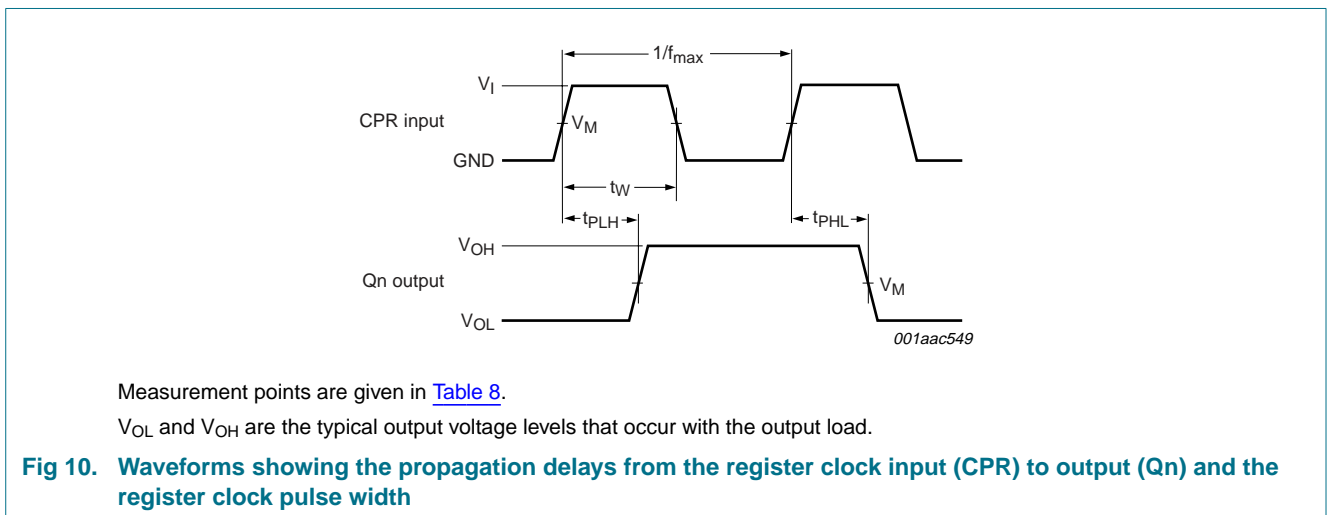 1/fmax
VI
CPR input
VM
GND
tW
tPLH
tPHL
VOH
Qn output
VM
VOL
001aac549
Measurement points are given in Table 8.
VOL and VOH are the typical output voltage levels that occur with the output load.
Fig 10. Waveforms showing the propagation delays from the register clock input (CPR) to output (Qn) and the
register clock pulse width